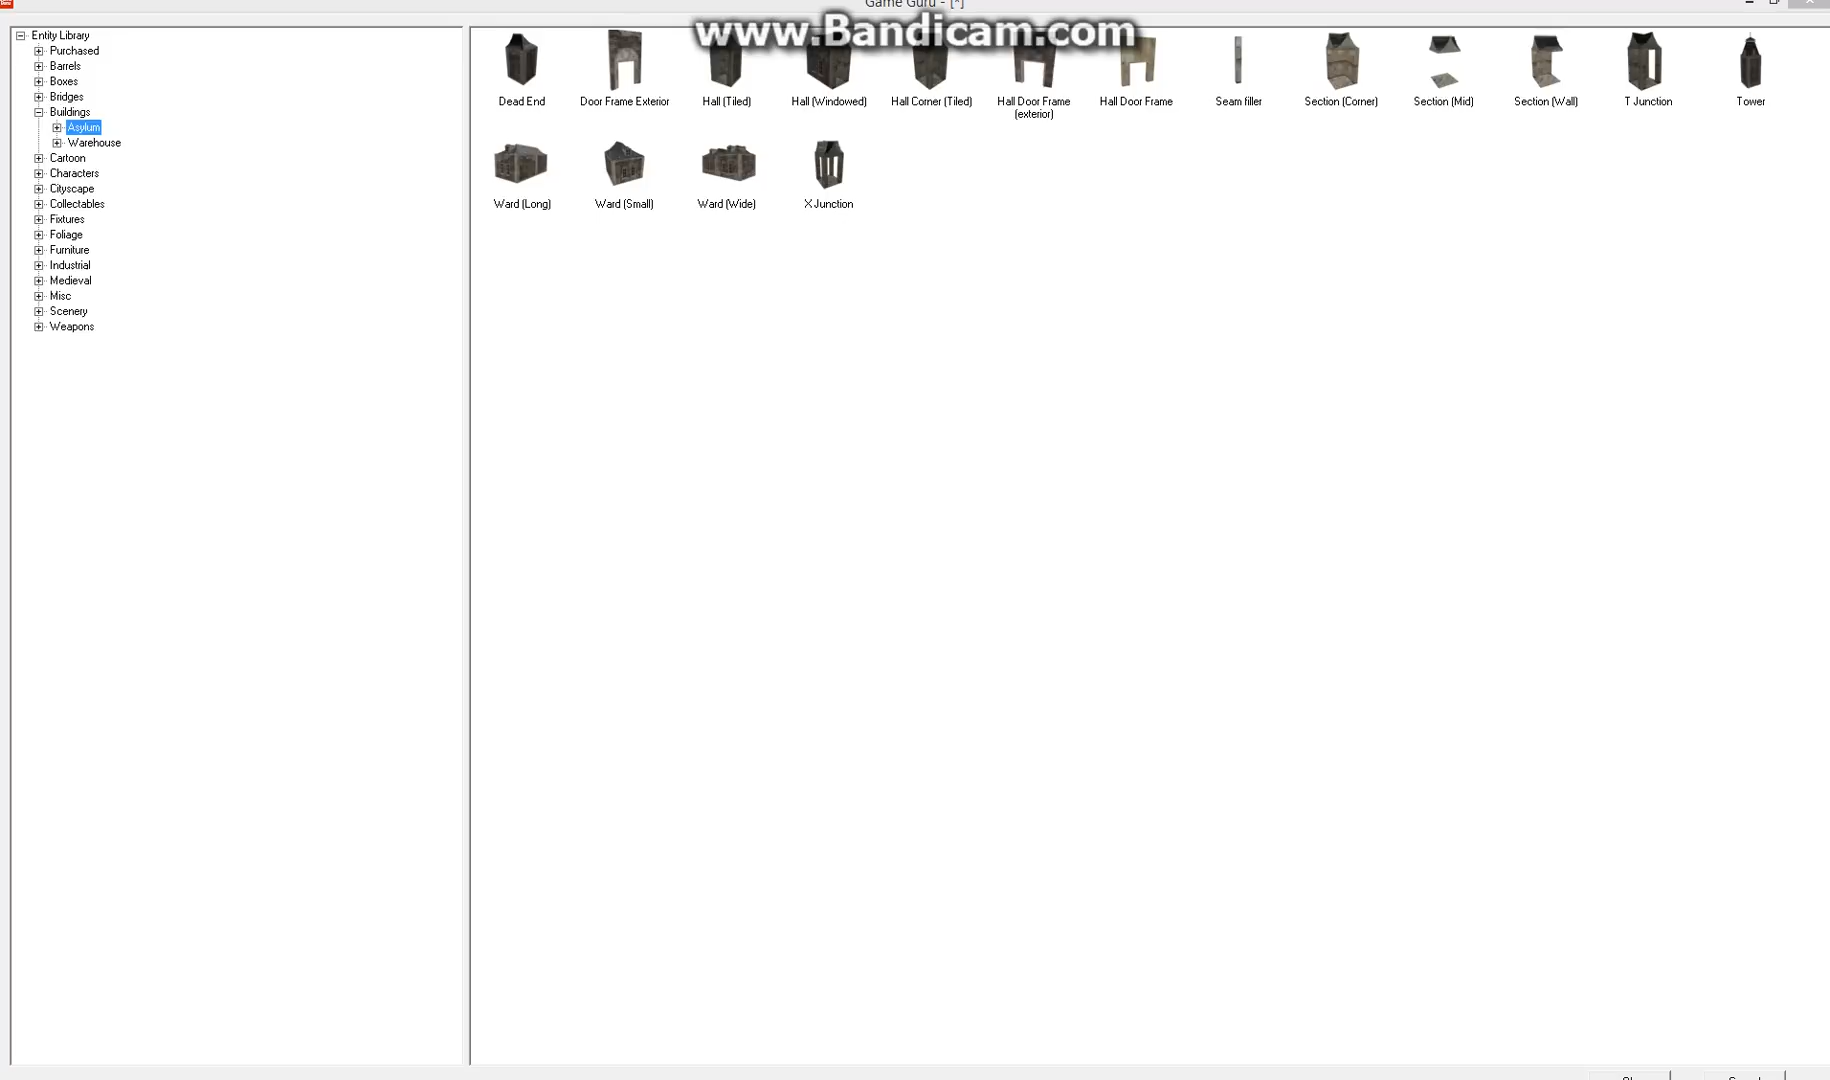 Game Guru - [*]
www.Bandicam.com
Entity Library
Purchased
Barrels
Boxes
Bridges
Buildings
Asylum
Warehouse
Cartoon
Characters
Cityscape
Collectables
Fixtures
Foliage
Furniture
Industrial
Medieval
Misc
Scenery
Weapons
Dead End
Door Frame Exterior
Hall (Tiled)
Hall (Windowed)
Hall Corner (Tiled)
Hall Door Frame
(exterior)
Hall Door Frame
Seam filler
Section (Corner)
Section (Mid)
Section (Wall)
T Junction
Tower
Ward (Long)
Ward (Small)
Ward (Wide)
X Junction